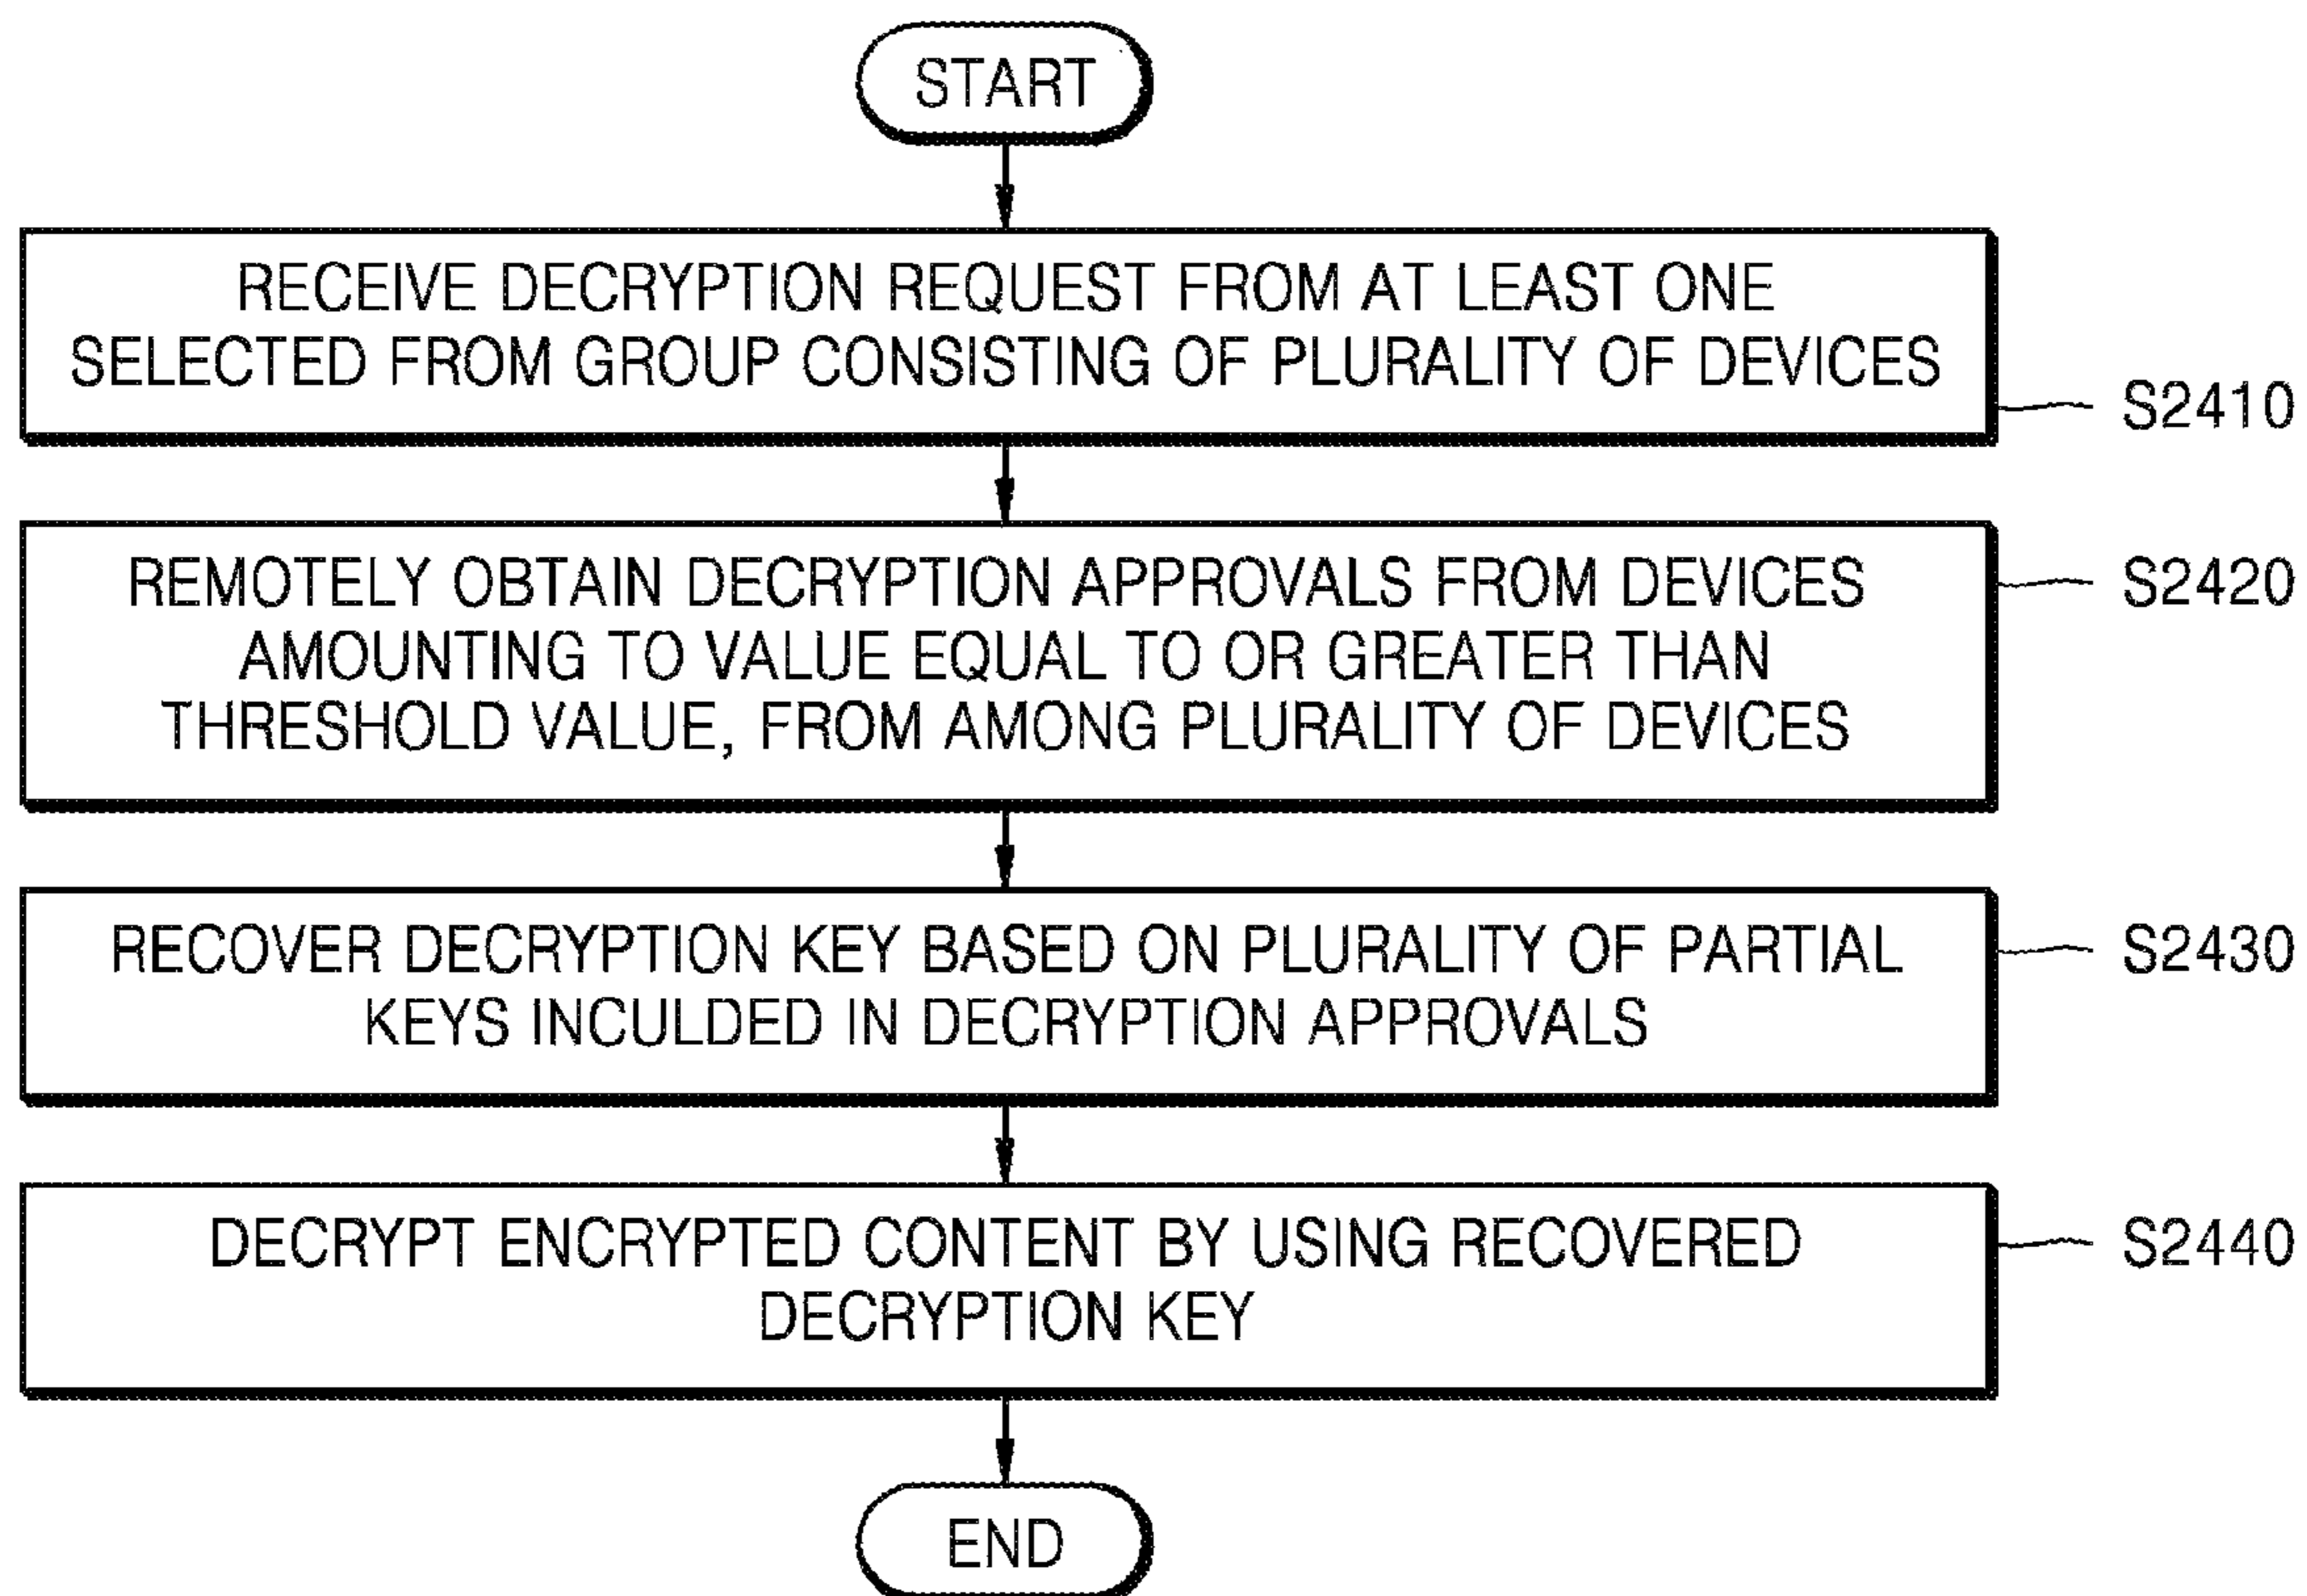 START
RECEIVE DECRYPTION REQUEST FROM AT LEAST ONE
SELECTED FROM GROUP CONSISTING OF PLURALITY OF DEVICES
S2410
REMOTELY OBTAIN DECRYPTION APPROVALS FROM DEVICES
AMOUNTING TO VALUE EQUAL TO OR GREATER THAN
THRESHOLD VALUE, FROM AMONG PLURALITY OF DEVICES
S2420
RECOVER DECRYPTION KEY BASED ON PLURALITY OF PARTIAL
KEYS INCULDED IN DECRYPTION APPROVALS
S2430
DECRYPT ENCRYPTED CONTENT BY USING RECOVERED
DECRYPTION KEY
S2440
END